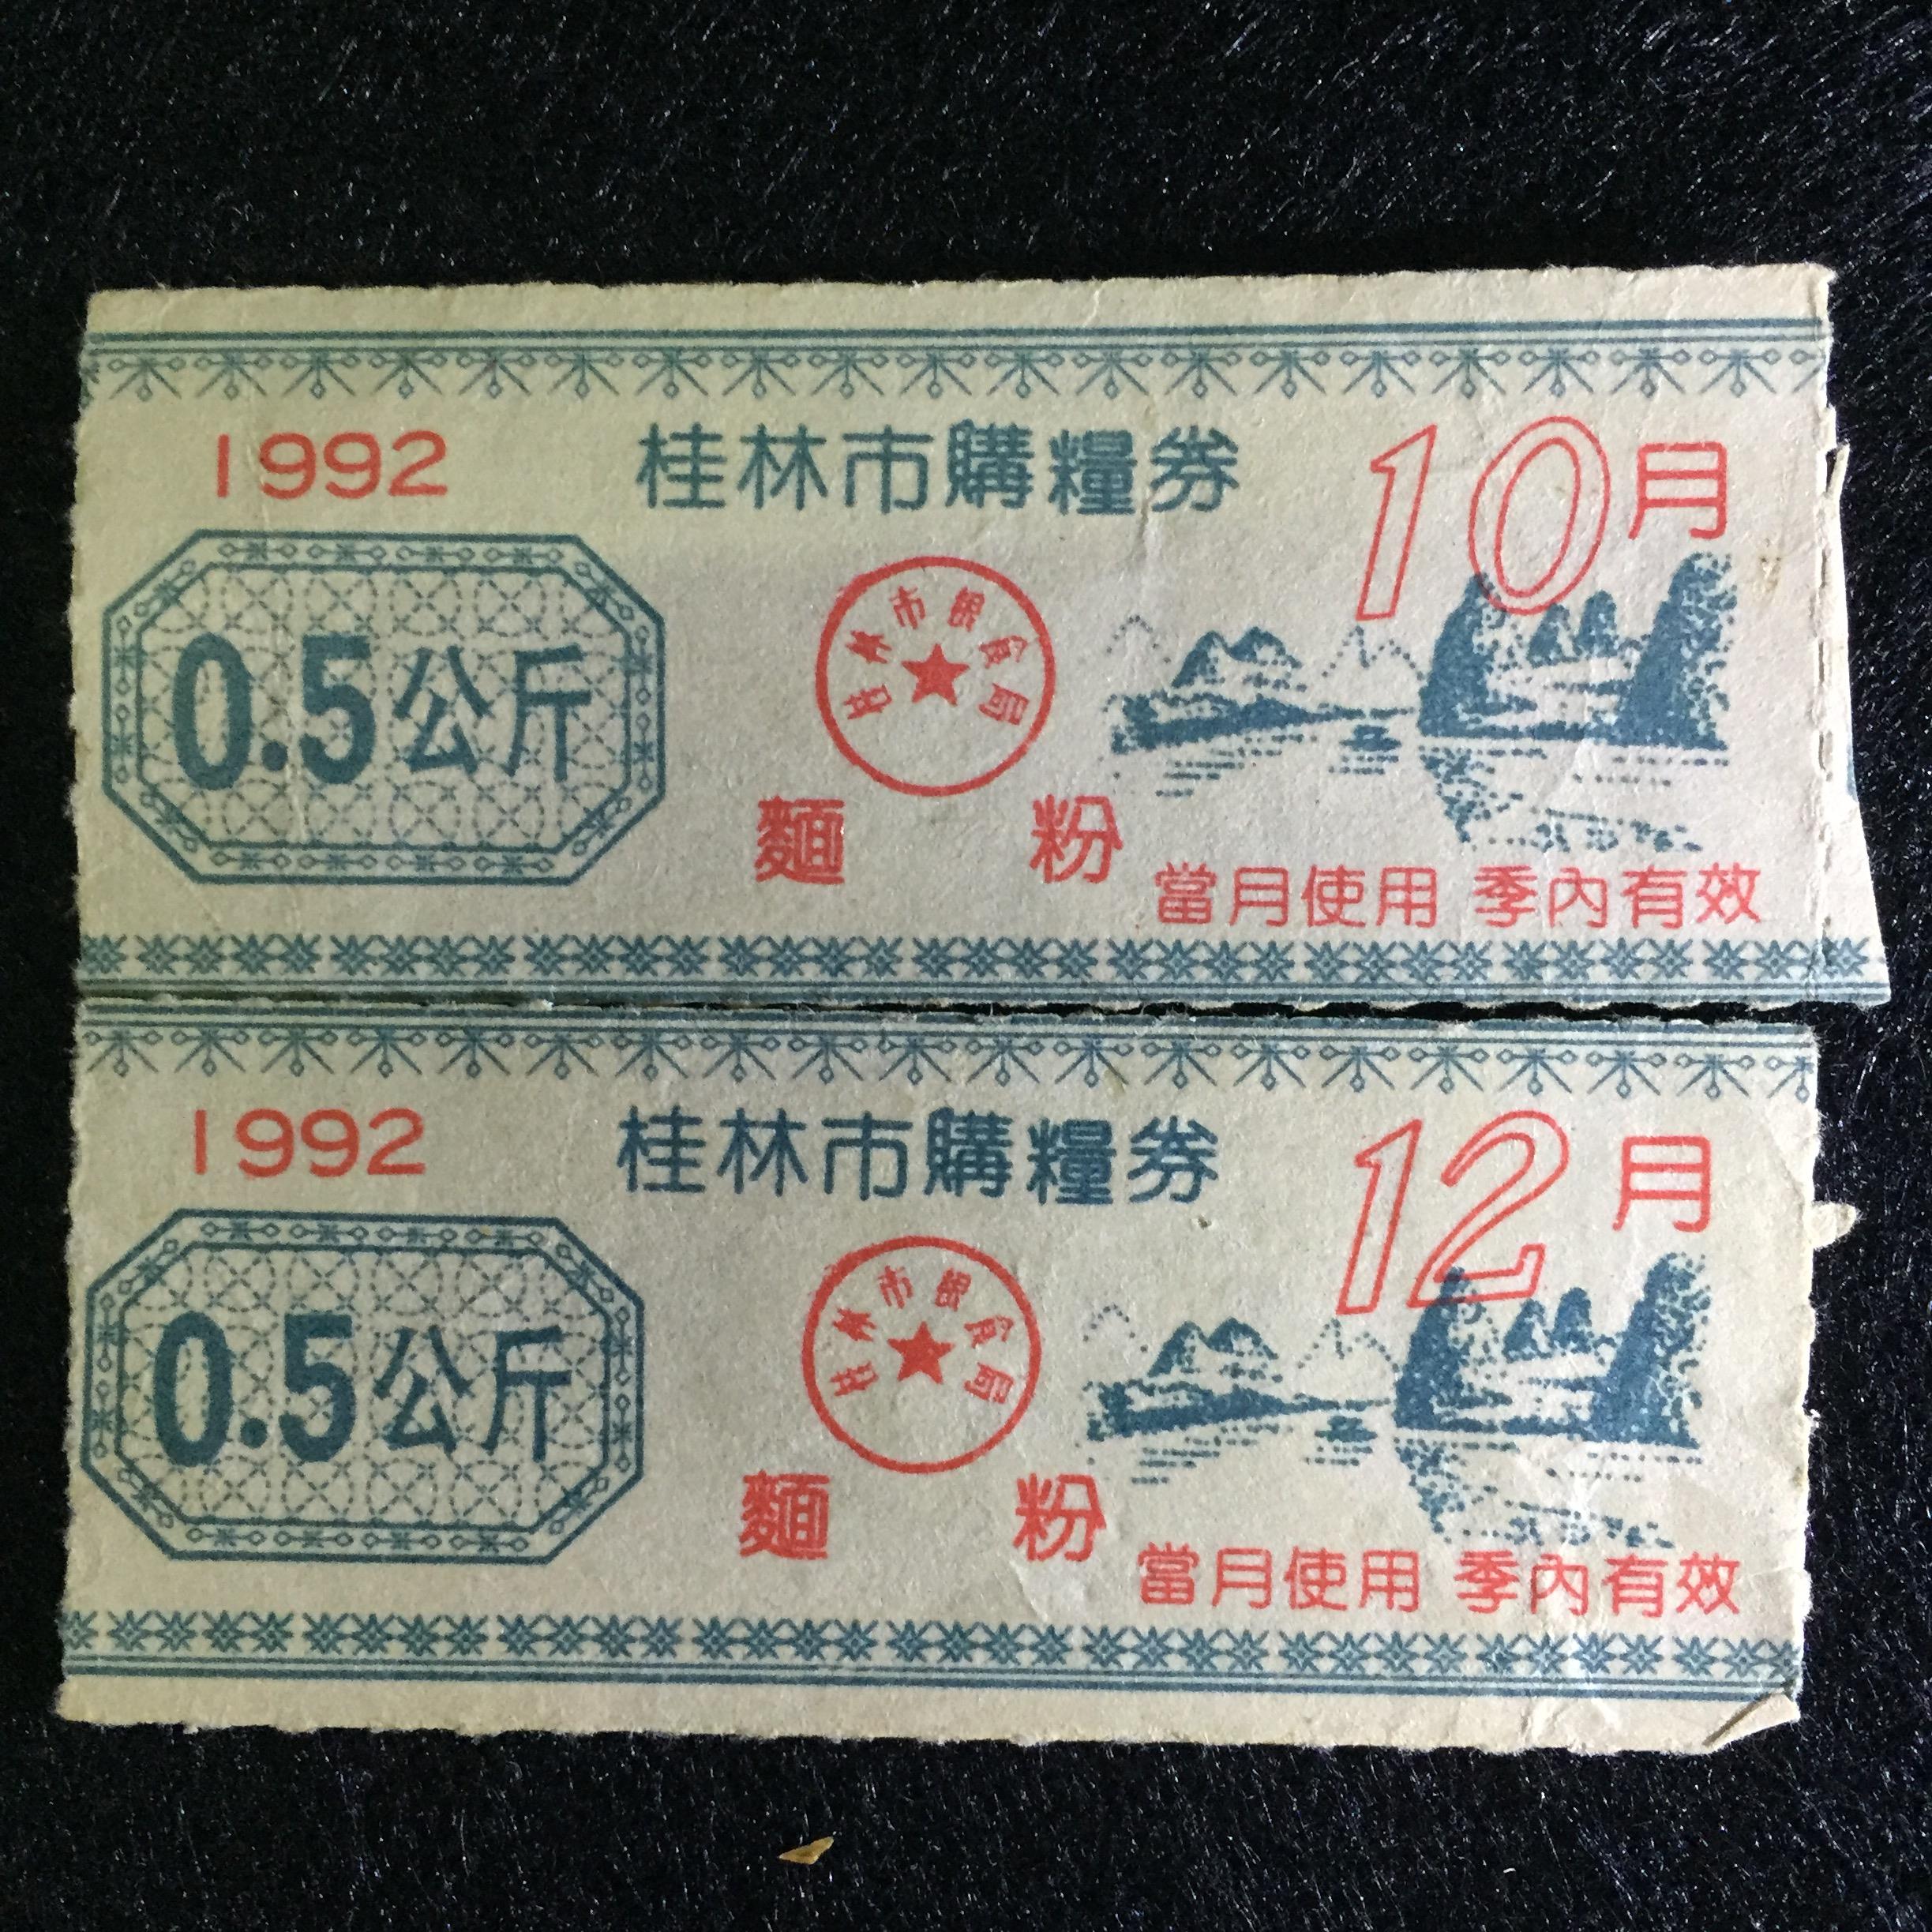 1992 桂林市購糧券 10月
桂林市粮食局
0.5公斤
麵粉
當月使用 季內有效
1992 桂林市購糧券 12月
桂林市粮食局
0.5公斤
麵粉
當月使用 季內有效